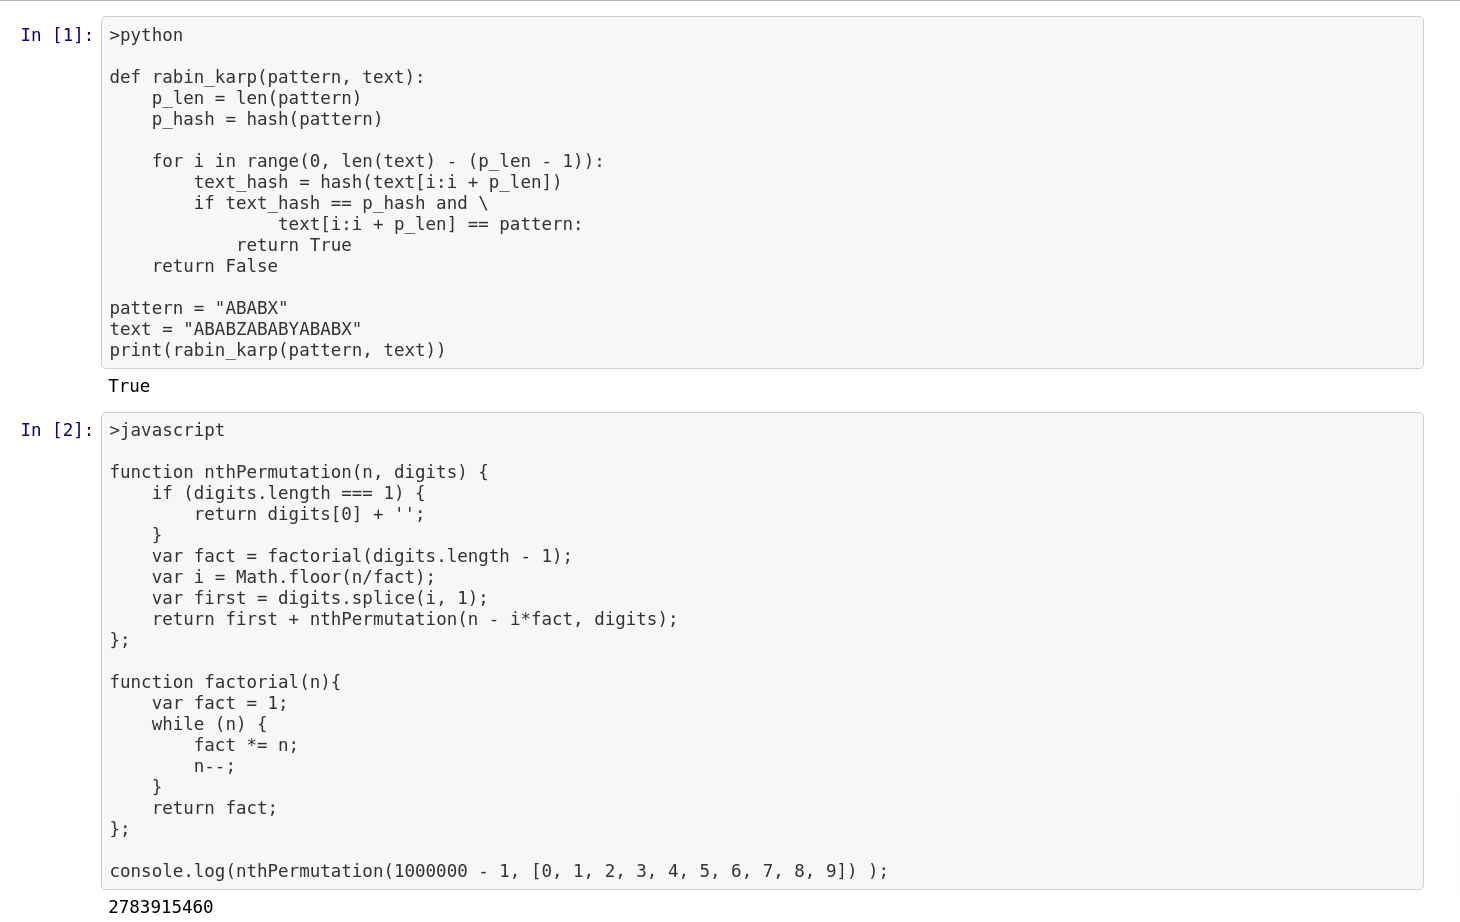 In [1]: >python

def rabin_karp(pattern, text):
    p_len = len(pattern)
    p_hash = hash(pattern)

    for i in range(0, len(text) - (p_len - 1)):
        text_hash = hash(text[i:i + p_len])
        if text_hash == p_hash and \
                text[i:i + p_len] == pattern:
            return True
    return False

pattern = "ABABX"
text = "ABABZABABYABABX"
print(rabin_karp(pattern, text))
True
In [2]: >javascript

function nthPermutation(n, digits) {
    if (digits.length === 1) {
        return digits[0] + '';
    }
    var fact = factorial(digits.length - 1);
    var i = Math.floor(n/fact);
    var first = digits.splice(i, 1);
    return first + nthPermutation(n - i*fact, digits);
};

function factorial(n){
    var fact = 1;
    while (n) {
        fact *= n;
        n--;
    }
    return fact;
};

console.log(nthPermutation(1000000 - 1, [0, 1, 2, 3, 4, 5, 6, 7, 8, 9]) );
2783915460